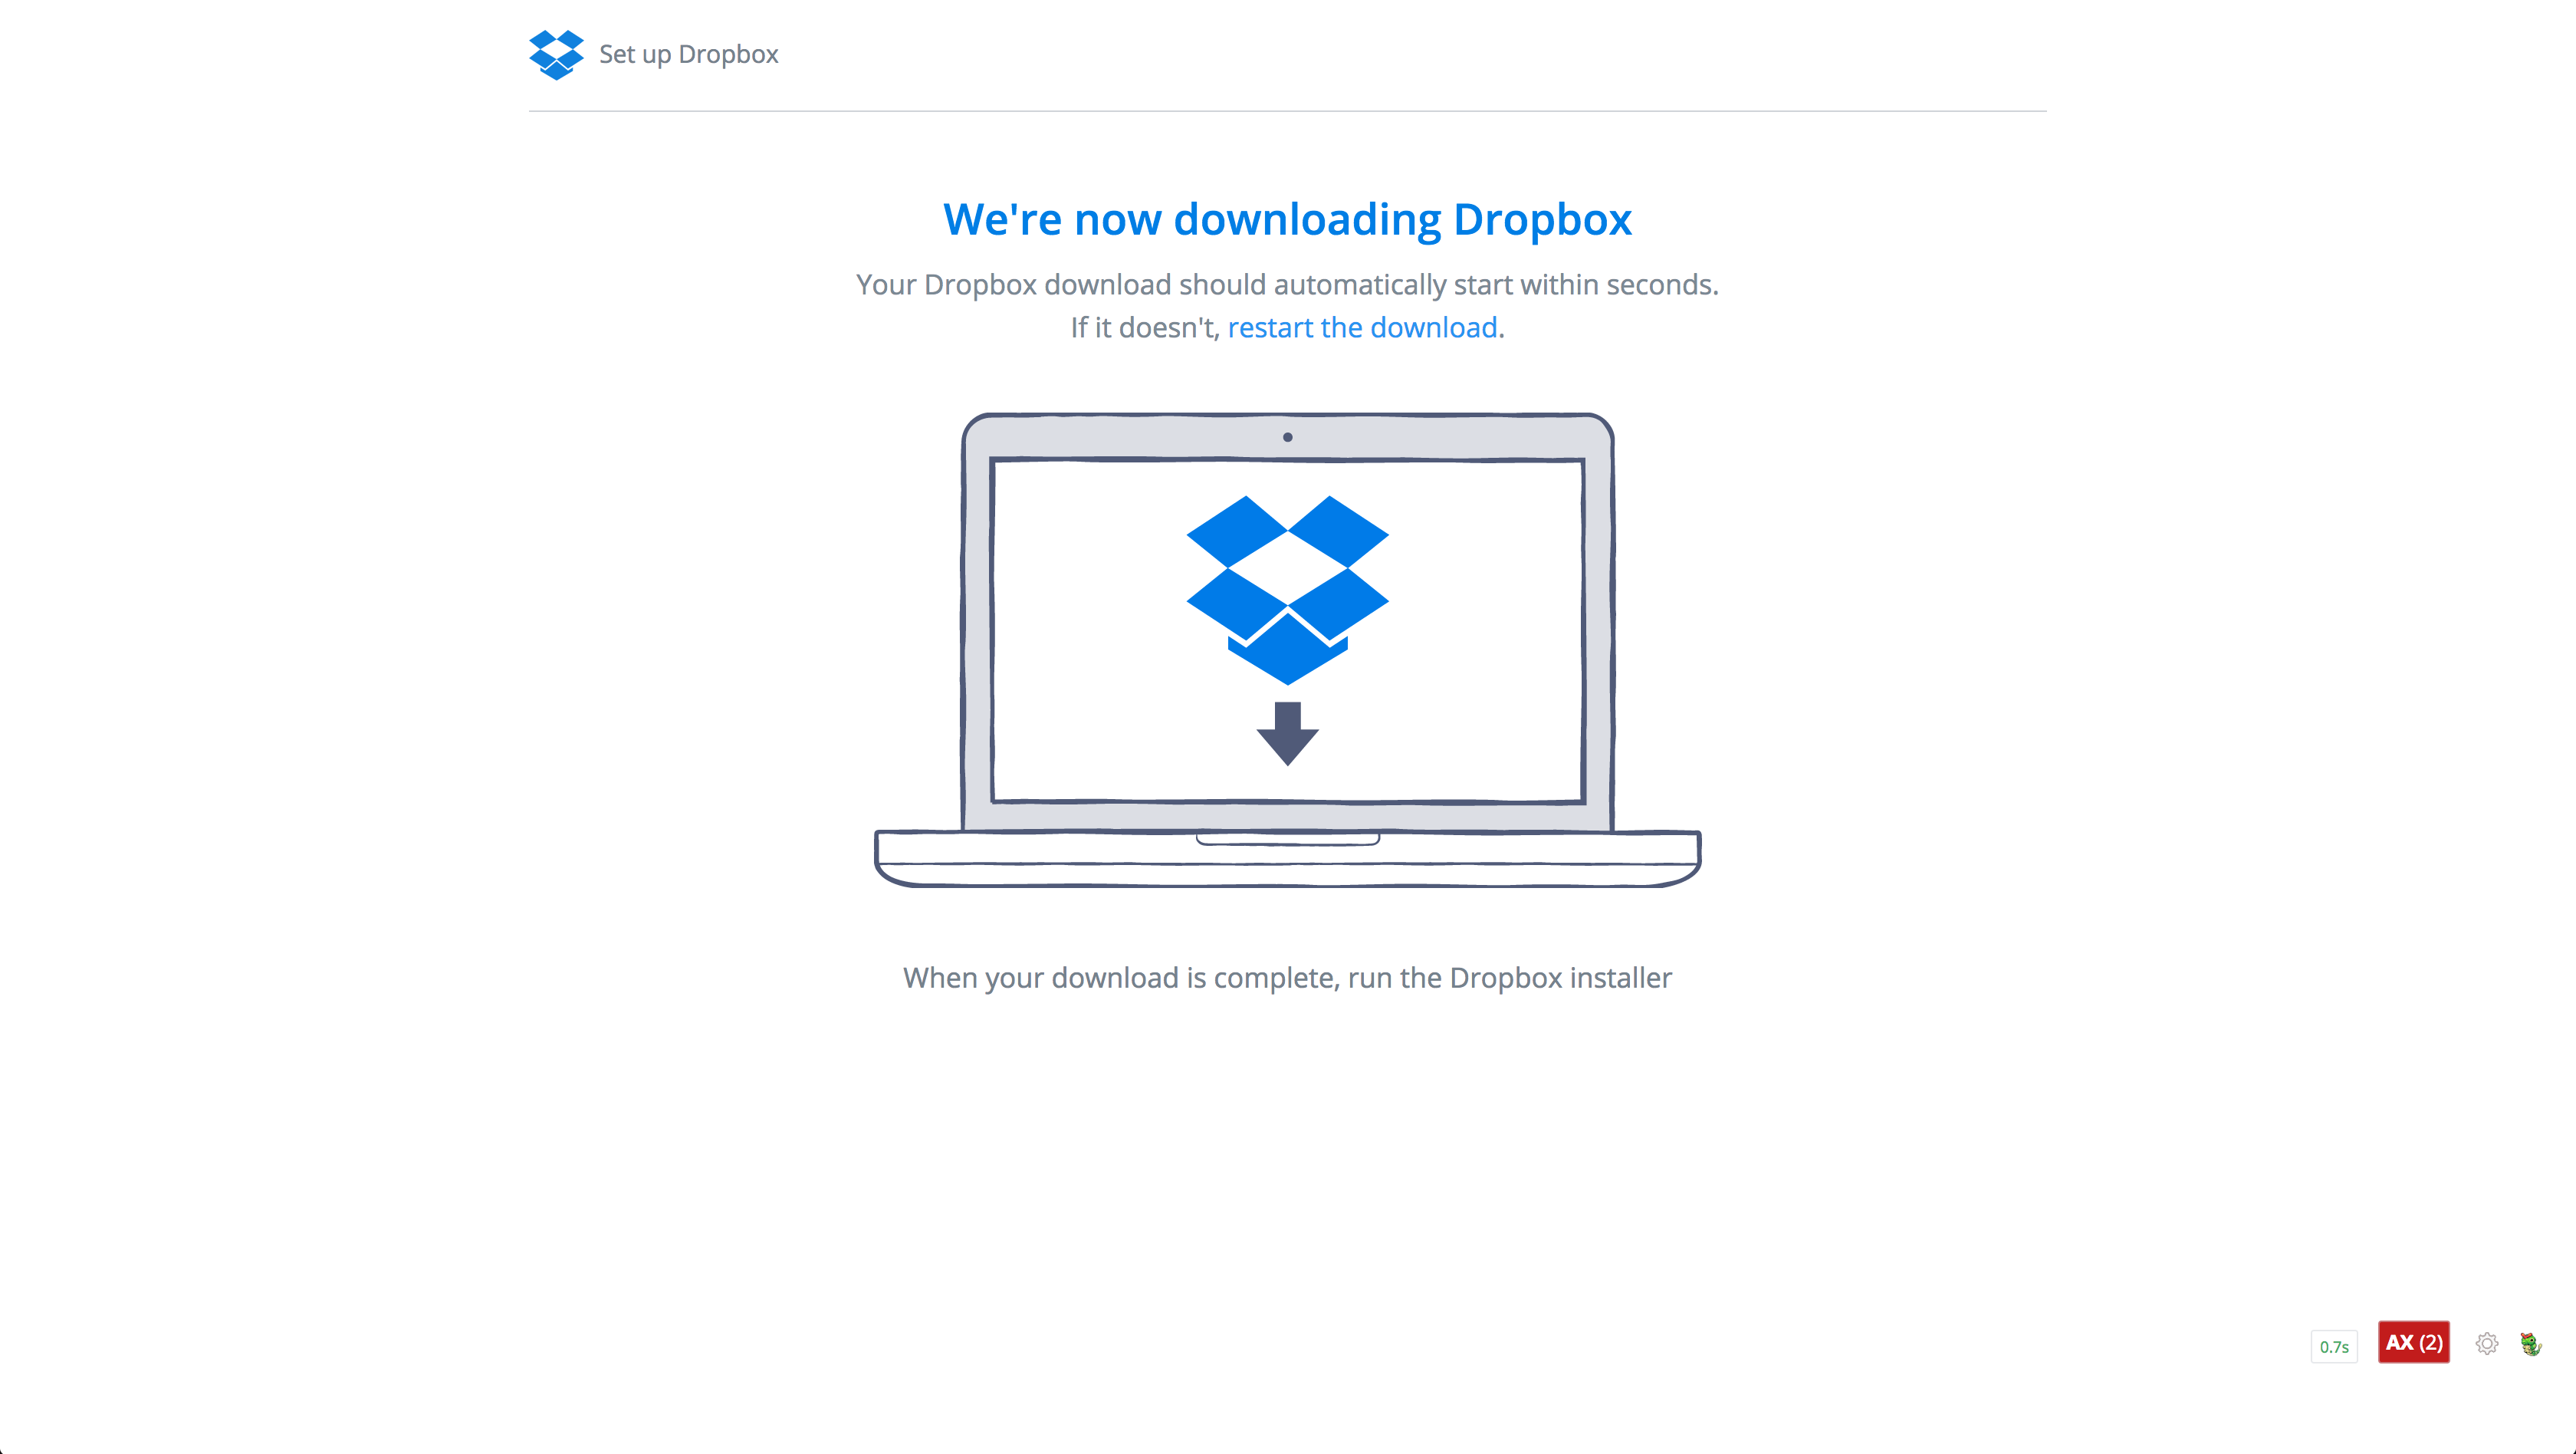 Set up Dropbox
We're now downloading Dropbox
Your Dropbox download should automatically start within seconds.
If it doesn't, restart the download.
When your download is complete, run the Dropbox installer
0.7s
AX (2)